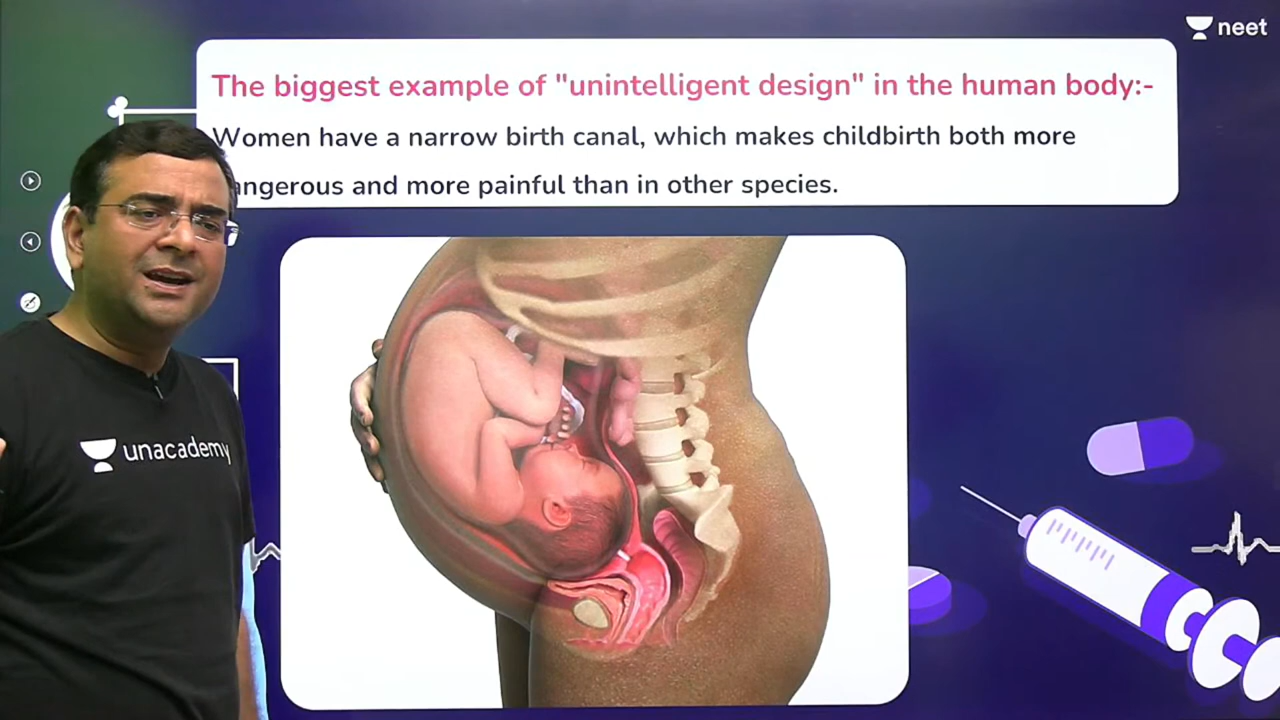 neet
The biggest example of "unintelligent design" in the human body:-
Women have a narrow birth canal, which makes childbirth both more
angerous and more painful than in other species.
unacademy